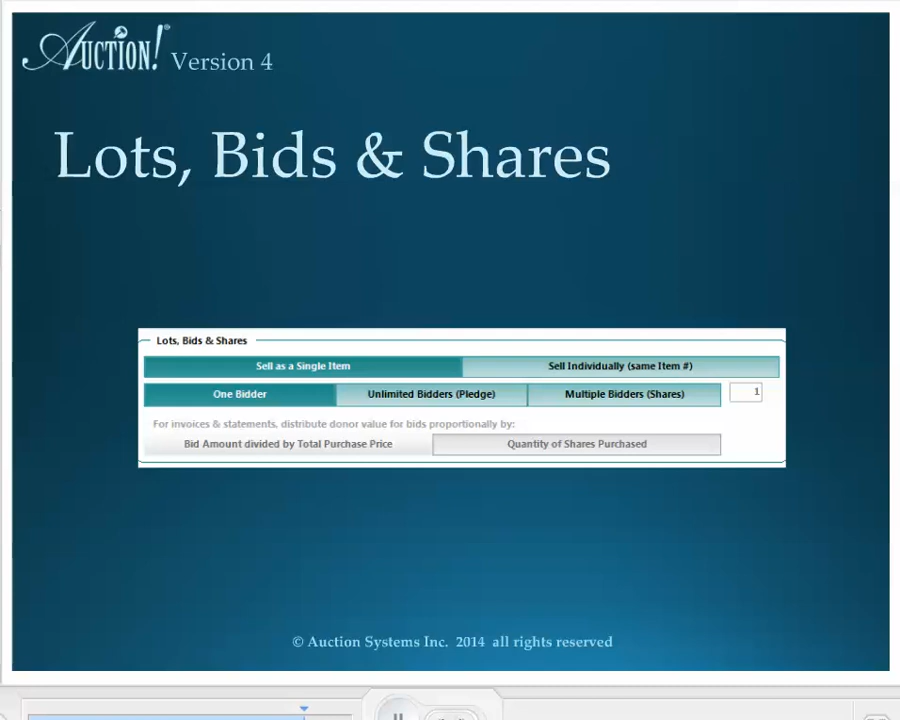 AUCTION!® Version 4
Lots, Bids & Shares
Lots, Bids & Shares
Sell as a Single Item Sell Individually (same Item #)
One Bidder Unlimited Bidders (Pledge) Multiple Bidders (Shares) 1
For invoices & statements, distribute donor value for bids proportionally by:
Bid Amount divided by Total Purchase Price Quantity of Shares Purchased
© Auction Systems Inc. 2014 all rights reserved